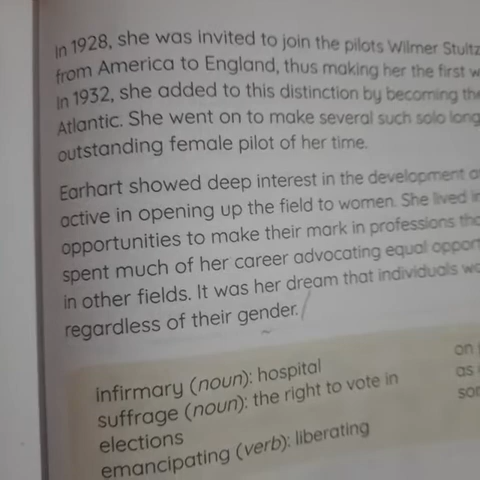 In 1928, she was invited to join the pilots Wilmer Stultz
from America to England, thus making her the first
In 1932, she added to this distinction by becoming the
Atlantic. She went on to make several such solo long
outstanding female pilot of her time.
Earhart showed deep interest in the development
active in opening up the field to women. She lived
opportunities to make their mark in professions
spent much of her career advocating equal
in other fields. It was her dream that individuals
regardless of their gender.
infirmary (noun): hospital
suffrage (noun): the right to vote in
elections
emancipating (verb): liberating
on
as